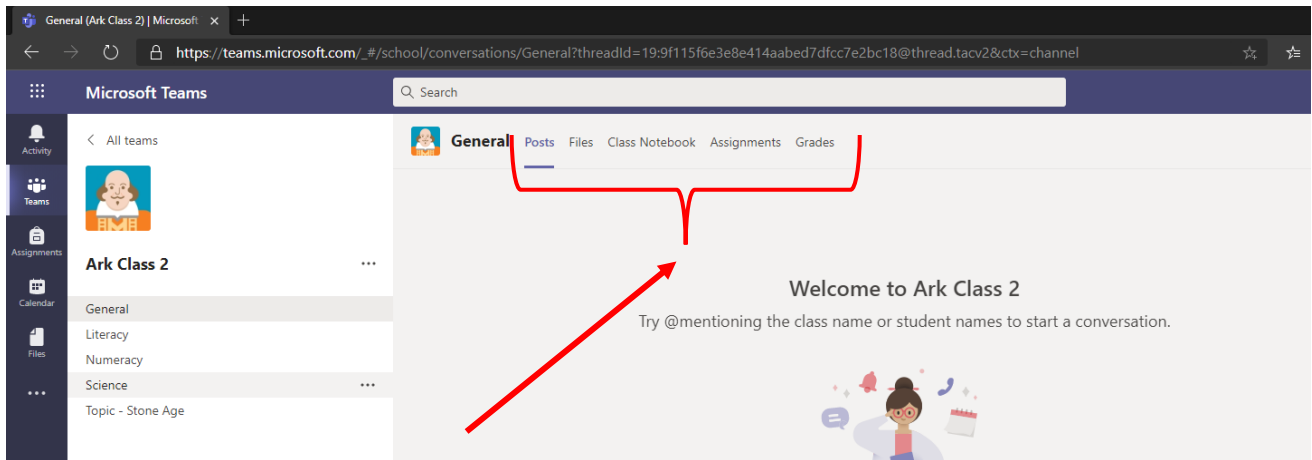 General (Ark Class 2) | Microsoft
https://teams.microsoft.com/_#/school/conversations/General?threadId=19:9f115f6e3e8e414aabed7dfcc7e2bc18@thread.tacv2&ctx=channel
Microsoft Teams
Search
Activity
Teams
Assignments
Calendar
Files
All teams
Ark Class 2
General
Literacy
Numeracy
Science
Topic - Stone Age
General Posts Files Class Notebook Assignments Grades
Welcome to Ark Class 2
Try @mentioning the class name or student names to start a conversation.